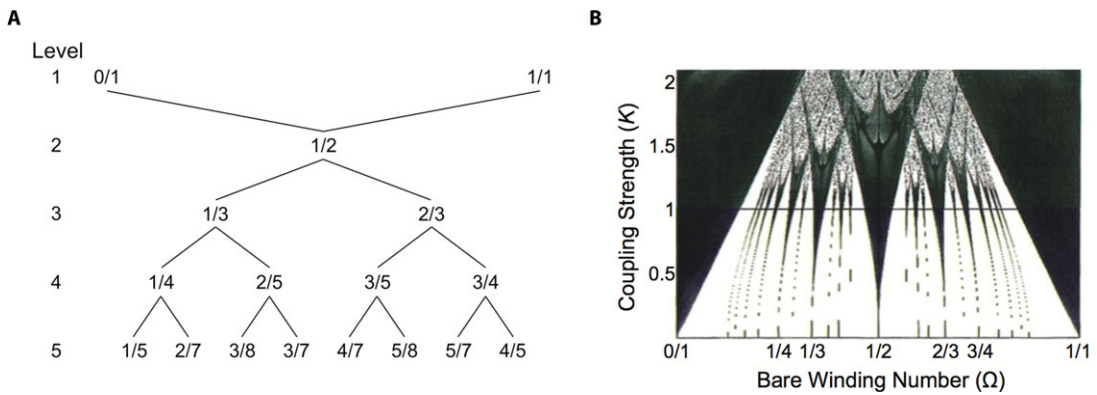 A
Level
1 0/1 1/1
2 1/2
3 1/3 2/3
4 1/4 2/5 3/5 3/4
5 1/5 2/7 3/8 3/7 4/7 5/8 5/7 4/5
B
Coupling Strength (K)
2
1.5
1
0.5
0/1 1/4 1/3 1/2 2/3 3/4 1/1
Bare Winding Number (Ω)